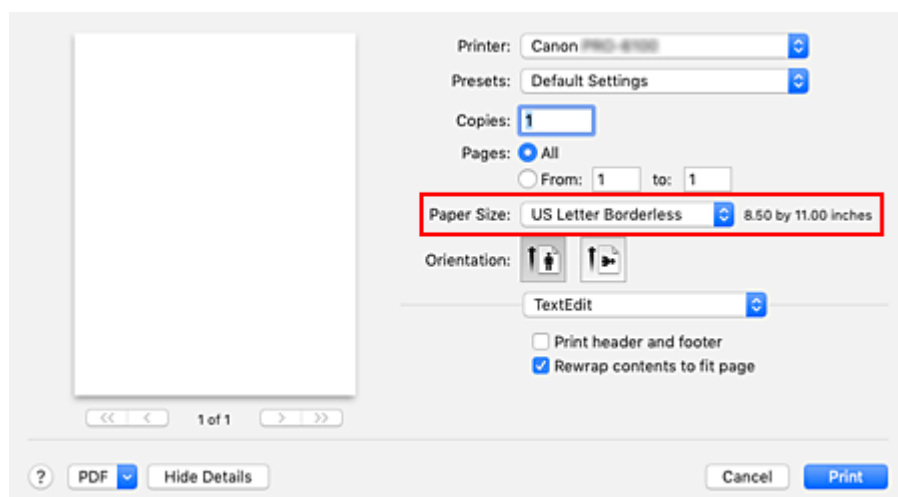 Printer: Canon
Presets: Default Settings
Copies: 1
Pages: All
From: 1 to: 1
Paper Size: US Letter Borderless 8.50 by 11.00 inches
Orientation:
TextEdit
Print header and footer
Rewrap contents to fit page
<< < 1 of 1 > >>
? PDF Hide Details Cancel Print